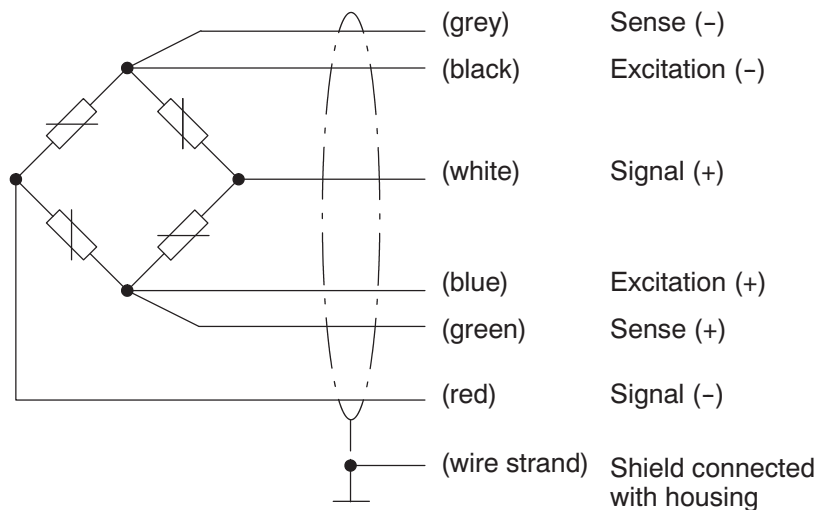 (grey) Sense (–)
(black) Excitation (–)
(white) Signal (+)
(blue) Excitation (+)
(green) Sense (+)
(red) Signal (–)
(wire strand) Shield connected
with housing